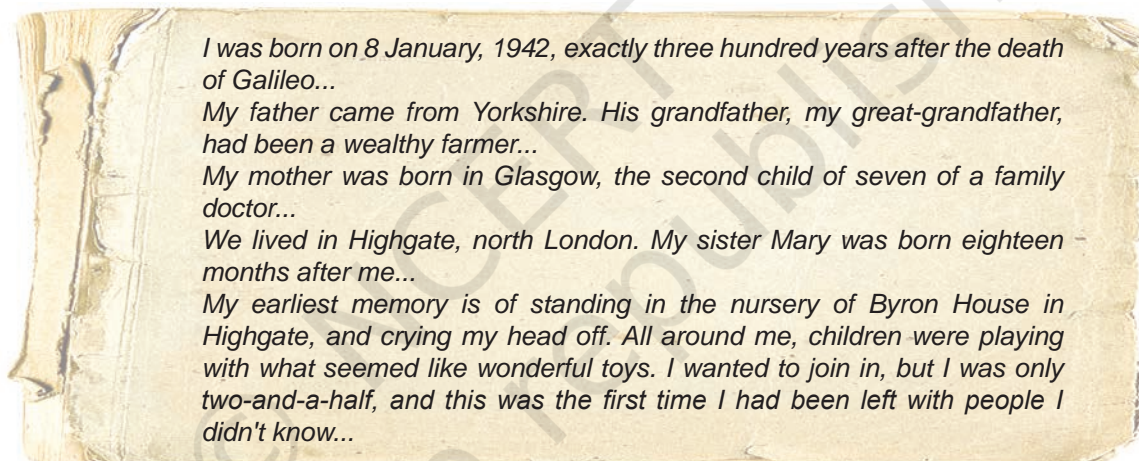 I was born on 8 January, 1942, exactly three hundred years after the death
of Galileo...
My father came from Yorkshire. His grandfather, my great-grandfather,
had been a wealthy farmer...
My mother was born in Glasgow, the second child of seven of a family
doctor...
We lived in Highgate, north London. My sister Mary was born eighteen
months after me...
My earliest memory is of standing in the nursery of Byron House in
Highgate, and crying my head off. All around me, children were playing
with what seemed like wonderful toys. I wanted to join in, but I was only
two-and-a-half, and this was the first time I had been left with people I
didn't know...
© NCERT
republish